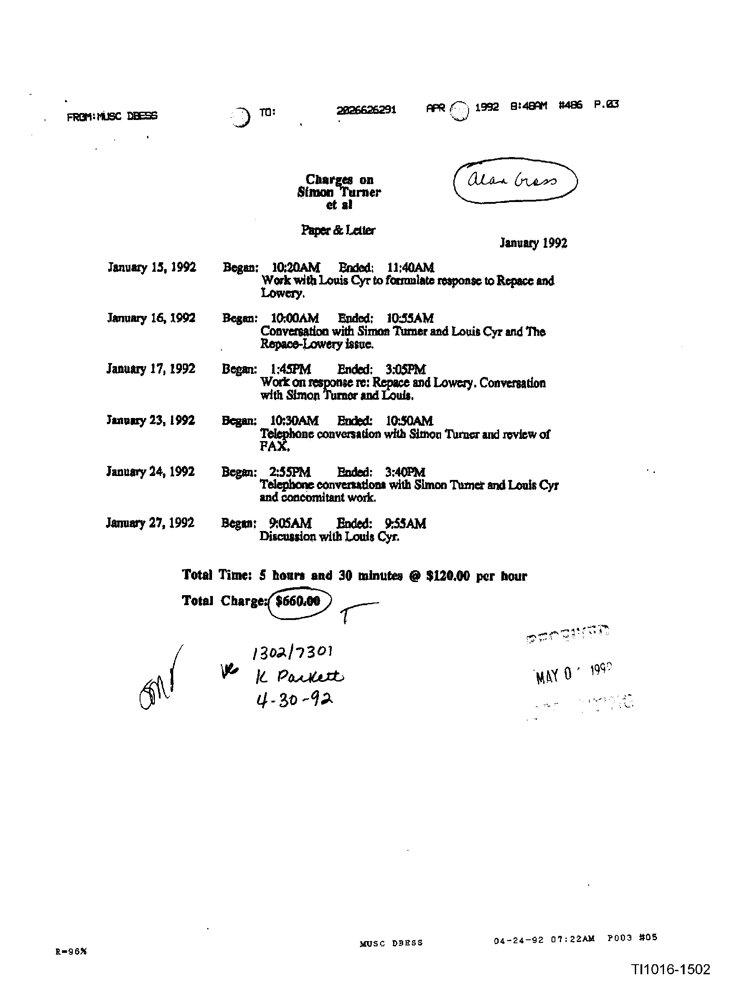 FROM: MUSC DBESS TO: 2026626291 APR 1992 8:48AM #486 P.03
Charges on
Simon Turner
et al
Alan Gross
Paper & Letter
January 1992
January 15, 1992 Began: 10:20AM Ended: 11:40AM
Work with Louis Cyr to formulate response to Repace and
Lowery.
January 16, 1992 Began: 10:00AM Ended: 10:55AM
Conversation with Simon Turner and Louis Cyr and The
Repace-Lowery issue.
January 17, 1992 Began: 1:45PM Ended: 3:05PM
Work on response re: Repace and Lowery. Conversation
with Simon Turnor and Louis.
January 23, 1992 Began: 10:30AM Ended: 10:50AM
Telephone conversation with Simon Turner and review of
FAX.
January 24, 1992 Began: 2:55PM Ended: 3:40PM
Telephone conversations with Simon Turner and Louis Cyr
and concomitant work.
January 27, 1992 Began: 9:05AM Ended: 9:55AM
Discussion with Louis Cyr.
Total Time: 5 hours and 30 minutes @ $120.00 per hour
Total Charge: $660.00
1302/7301
K Packett
4-30-92
RECEIVED
MAY 0 1992
MUSC DBESS 04-24-92 07:22AM P003 #05
R=96%
TI1016-1502